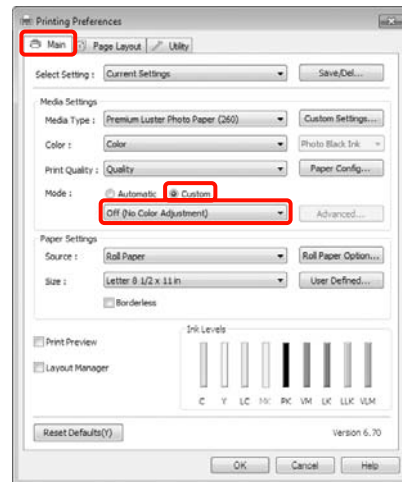 Printing Preferences
Main Page Layout Utility
Select Setting : Current Settings Save/Del...
Media Settings
Media Type : Premium Luster Photo Paper (260) Custom Settings...
Color : Color Photo Black Ink
Print Quality : Quality Paper Config...
Mode : Automatic Custom
Off (No Color Adjustment) Advanced...
Paper Settings
Source : Roll Paper Roll Paper Option...
Size : Letter 8 1/2 x 11 in User Defined...
Borderless
Ink Levels
Print Preview
Layout Manager
C Y LC MK PK VM LK LLK VLM
Reset Defaults(Y) Version 6.70
OK Cancel Help